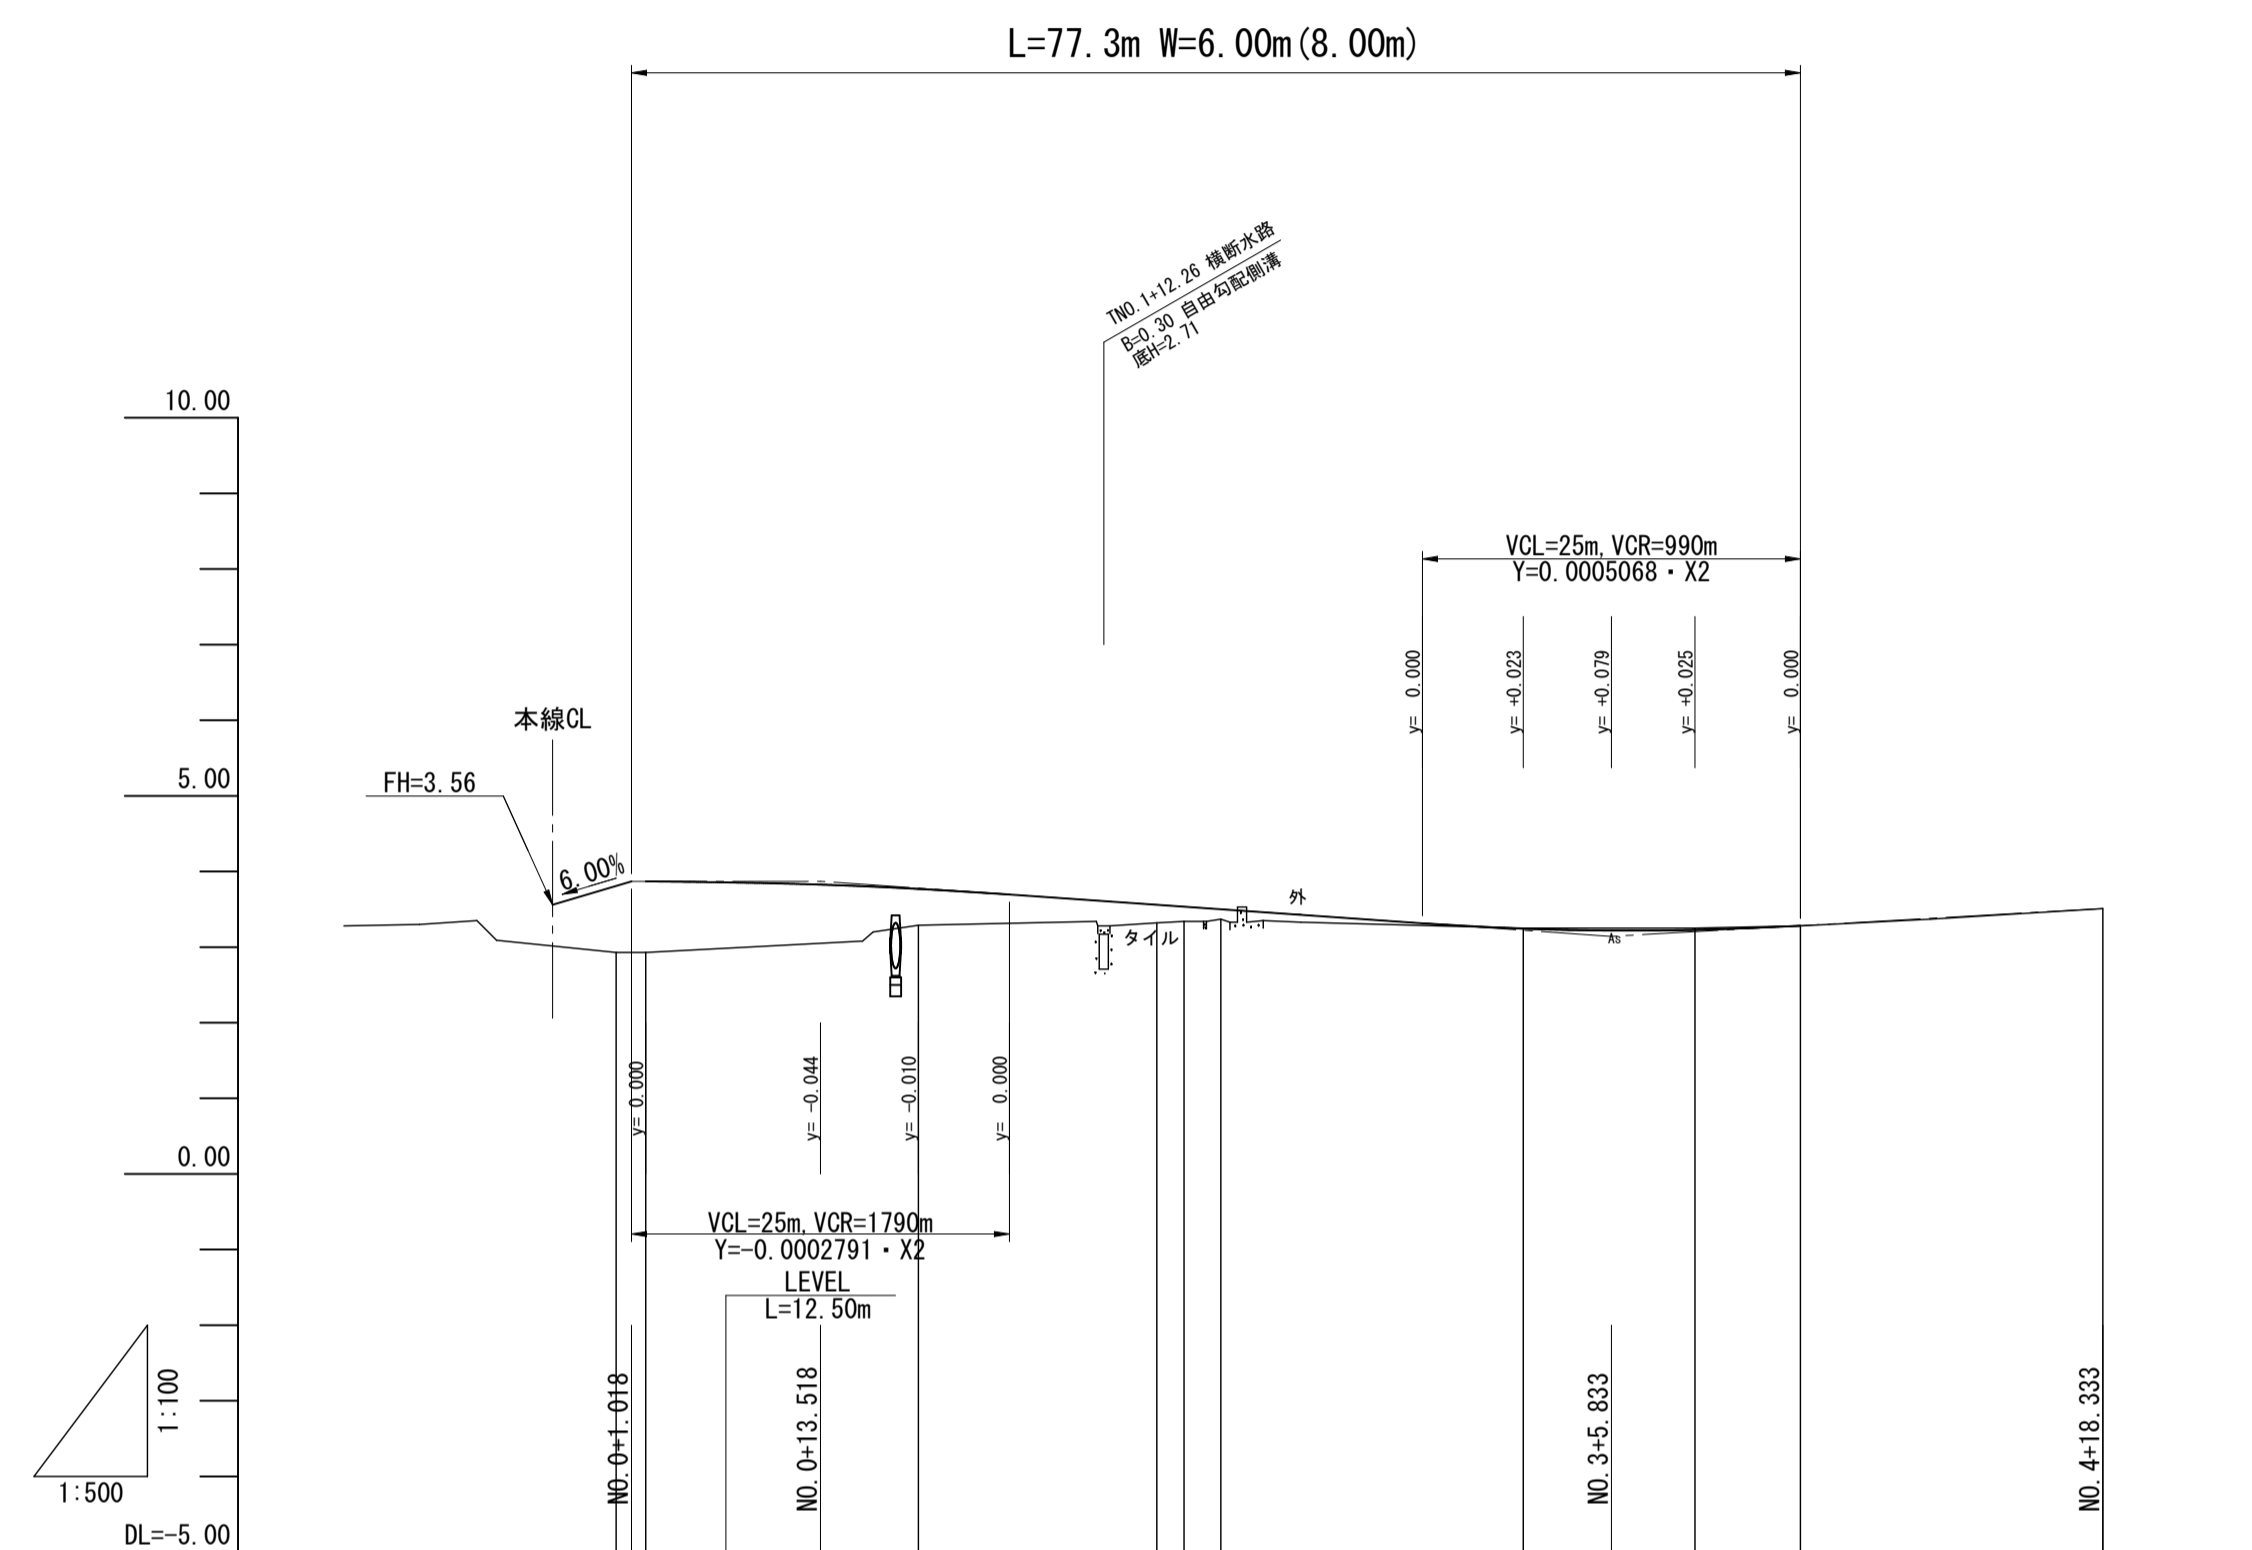 L=77.3m W=6.00m(8.00m)
TNO.1+12.26 横断水路
B=0.30 自由勾配側溝
底H=2.71
10.00
VCL=25m,VCR=990m
Y=0.0005068・X2
y= 0.000
y= +0.023
y= +0.079
y= +0.025
y= 0.000
本線CL
5.00
FH=3.56
6.00%
外
タイル
As
y= 0.000
y= -0.044
y= -0.010
y= 0.000
0.00
VCL=25m,VCR=1790m
Y=-0.0002791・X2
LEVEL
L=12.50m
1:100
1:500
NO.0+1.018
NO.0+13.518
NO.3+5.833
NO.4+18.333
DL=-5.00